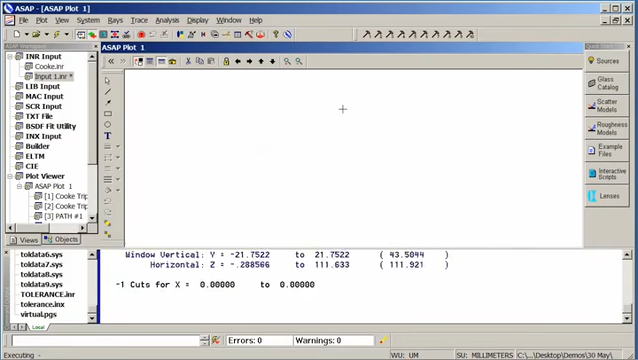 ASAP - [ASAP Plot 1]
File Plot View System Rays Trace Analysis Display Window Help
ASAP Workspace
ASAP Plot 1
INR Input
Cooke.inr
Input 1.inr *
LIB Input
MAC Input
SCR Input
TXT File
BSDF Fit Utility
INX Input
Builder
ELTM
CIE
Plot Viewer
ASAP Plot 1
[1] Cooke Trip
[2] Cooke Trip
[3] PATH #1
Views Objects
Sources
Glass Catalog
Scatter Models
Roughness Models
Example Files
Interactive Scripts
Lenses
toldata6.sys
toldata7.sys
toldata8.sys
toldata9.sys
TOLERANCE.inr
tolerance.inx
virtual.pgs
Local
Window Vertical: Y = -21.7522 to 21.7522 ( 43.5044 )
Horizontal: Z = -.288566 to 111.633 ( 111.921 )
-1 Cuts for X = 0.00000 to 0.00000
Errors: 0 Warnings: 0
Executing -- WU: UM SU: MILLIMETERS C:\...\Desktop\Demos\30 May\